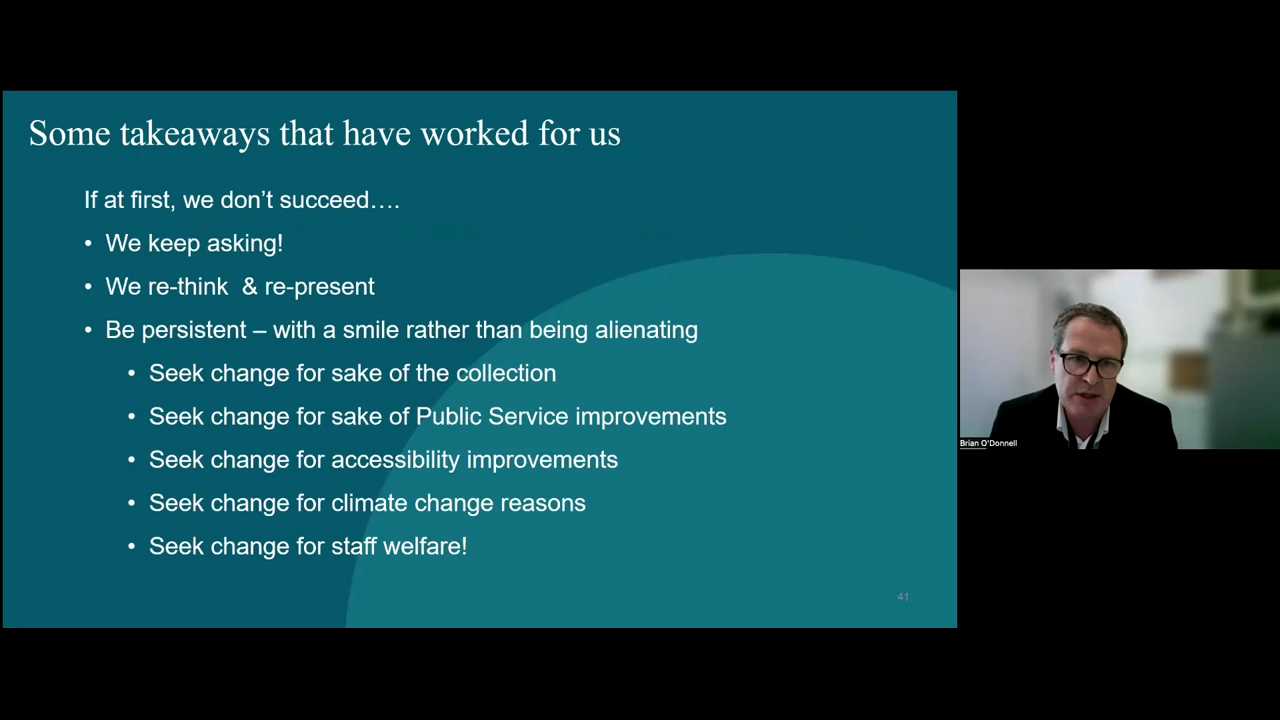 Some takeaways that have worked for us
If at first, we don’t succeed….
• We keep asking!
• We re-think  & re-present
• Be persistent – with a smile rather than being alienating
• Seek change for sake of the collection
• Seek change for sake of Public Service improvements
• Seek change for accessibility improvements
• Seek change for climate change reasons
• Seek change for staff welfare!
41
Brian O'Donnell